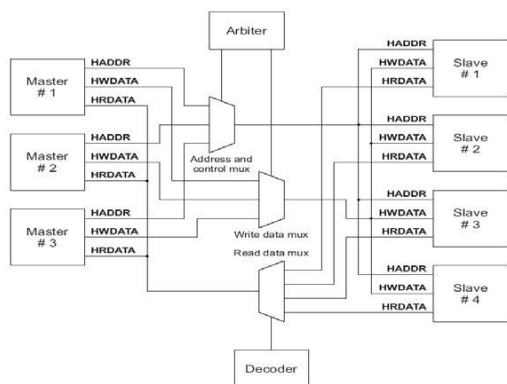 Arbiter
Master
# 1
HADDR
HWDATA
HRDATA
Master
# 2
HADDR
HWDATA
HRDATA
Master
# 3
HADDR
HWDATA
HRDATA
Address and
control mux
Write data mux
Read data mux
Decoder
HADDR
HWDATA
HRDATA
Slave
# 1
HADDR
HWDATA
HRDATA
Slave
# 2
HADDR
HWDATA
HRDATA
Slave
# 3
HADDR
HWDATA
HRDATA
Slave
# 4